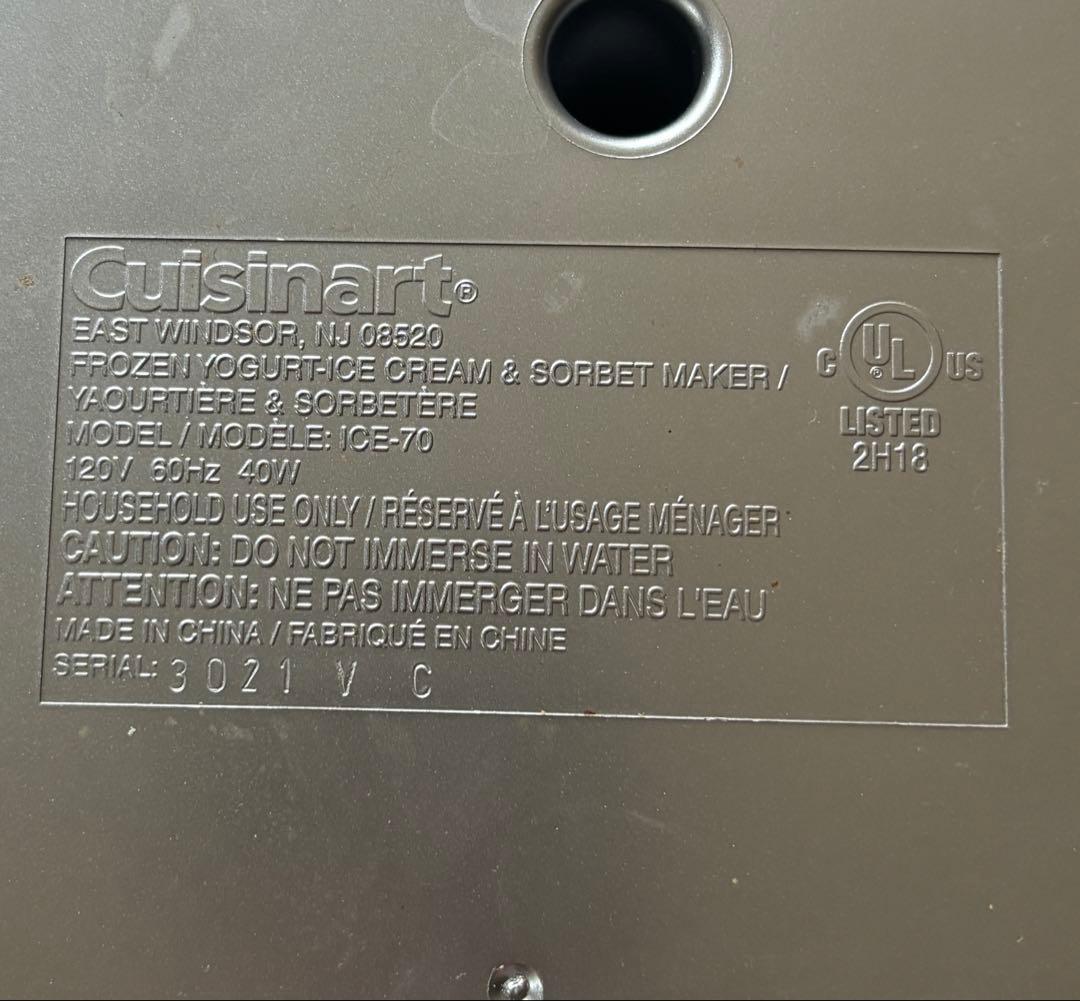 Cuisinart®
EAST WINDSOR, NJ 08520
FROZEN YOGURT-ICE CREAM & SORBET MAKER /
YAOURTIÈRE & SORBETÈRE
MODEL / MODÈLE: ICE-70
120V 60Hz 40W
HOUSEHOLD USE ONLY / RÉSERVÉ À L'USAGE MÉNAGER
CAUTION: DO NOT IMMERSE IN WATER
ATTENTION: NE PAS IMMERGER DANS L'EAU
MADE IN CHINA / FABRIQUÉ EN CHINE
SERIAL: 3021 V C
C UL® US
LISTED
2H18